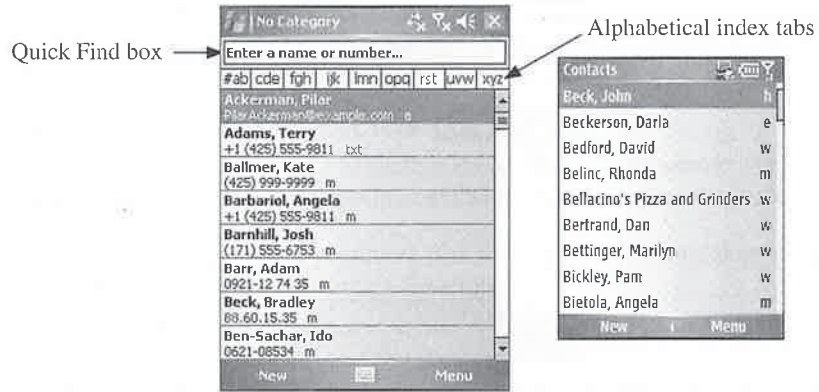 No Category
Alphabetical index tabs
Quick Find box
Enter a name or number...
#ab cde fgh ijk lmn opq rst uvw xyz
Ackerman, Pilar
PilarAckerman@example.com e
Adams, Terry
+1 (425) 555-9811 txt
Ballmer, Kate
(425) 999-9999 m
Barbariol, Angela
+1 (425) 555-9811 m
Barnhill, Josh
(171) 555-6753 m
Barr, Adam
0921-12 74 35 m
Beck, Bradley
88.60.15.35 m
Ben-Sachar, Ido
0621-08534 m
New Menu
Contacts
Beck, John h
Beckerson, Darla e
Bedford, David w
Belinc, Rhonda m
Bellacino's Pizza and Grinders w
Bertrand, Dan w
Bettinger, Marilyn w
Bickley, Pam w
Bietola, Angela m
New Menu